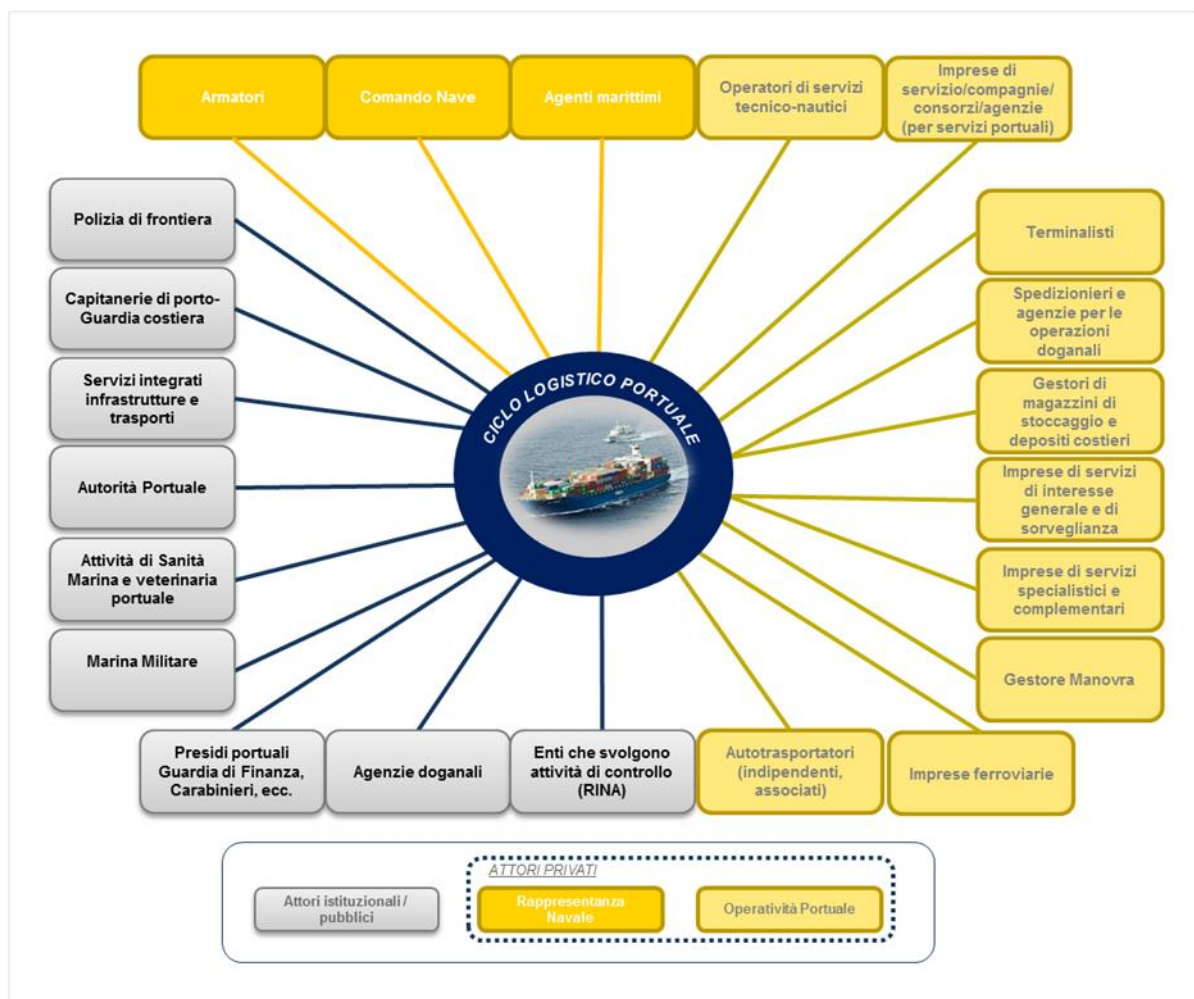 Armatori
Comando Nave
Agenti marittimi
Operatori di servizi
tecnico-nautici
Imprese di
servizio/compagnie/
consorzi/agenzie
(per servizi portuali)
Polizia di frontiera
Capitanerie di porto-
Guardia costiera
Servizi integrati
infrastrutture e
trasporti
Autorità Portuale
Attività di Sanità
Marina e veterinaria
portuale
Marina Militare
CICLO LOGISTICO PORTUALE
Terminalisti
Spedizionieri e
agenzie per le
operazioni
doganali
Gestori di
magazzini di
stoccaggio e
depositi costieri
Imprese di servizi
di interesse
generale e di
sorveglianza
Imprese di servizi
specialistici e
complementari
Gestore Manovra
Presidi portuali
Guardia di Finanza,
Carabinieri, ecc.
Agenzie doganali
Enti che svolgono
attività di controllo
(RINA)
Autotrasportatori
(indipendenti,
associati)
Imprese ferroviarie
Attori istituzionali /
pubblici
ATTORI PRIVATI
Rappresentanza
Navale
Operatività Portuale